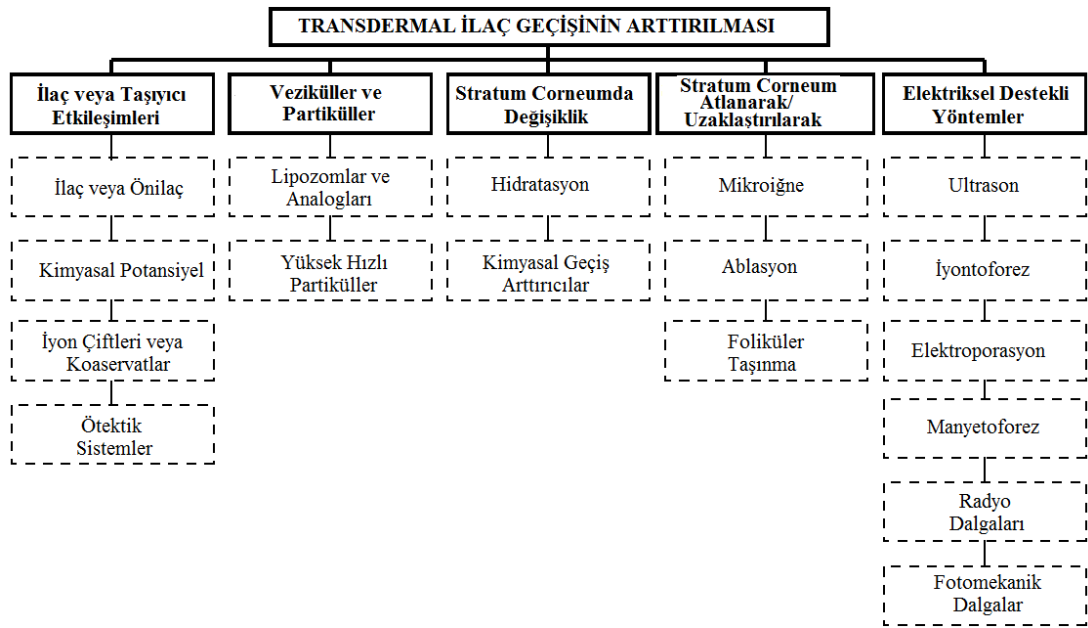 TRANSDERMAL İLAÇ GEÇİŞİNİN ARTTIRILMASI
İlaç veya Taşıyıcı
Etkileşimleri
İlaç veya Önilaç
Kimyasal Potansiyel
İyon Çiftleri veya
Koaservatlar
Ötektik
Sistemler
Veziküller ve
Partiküller
Lipozomlar ve
Analogları
Yüksek Hızlı
Partiküller
Stratum Corneumda
Değişiklik
Hidratasyon
Kimyasal Geçiş
Arttırıcılar
Stratum Corneum
Atlanarak/
Uzaklaştırılarak
Mikroiğne
Ablasyon
Foliküler
Taşınma
Elektriksel Destekli
Yöntemler
Ultrason
İyontoforez
Elektroporasyon
Manyetoforez
Radyo
Dalgaları
Fotomekanik
Dalgalar